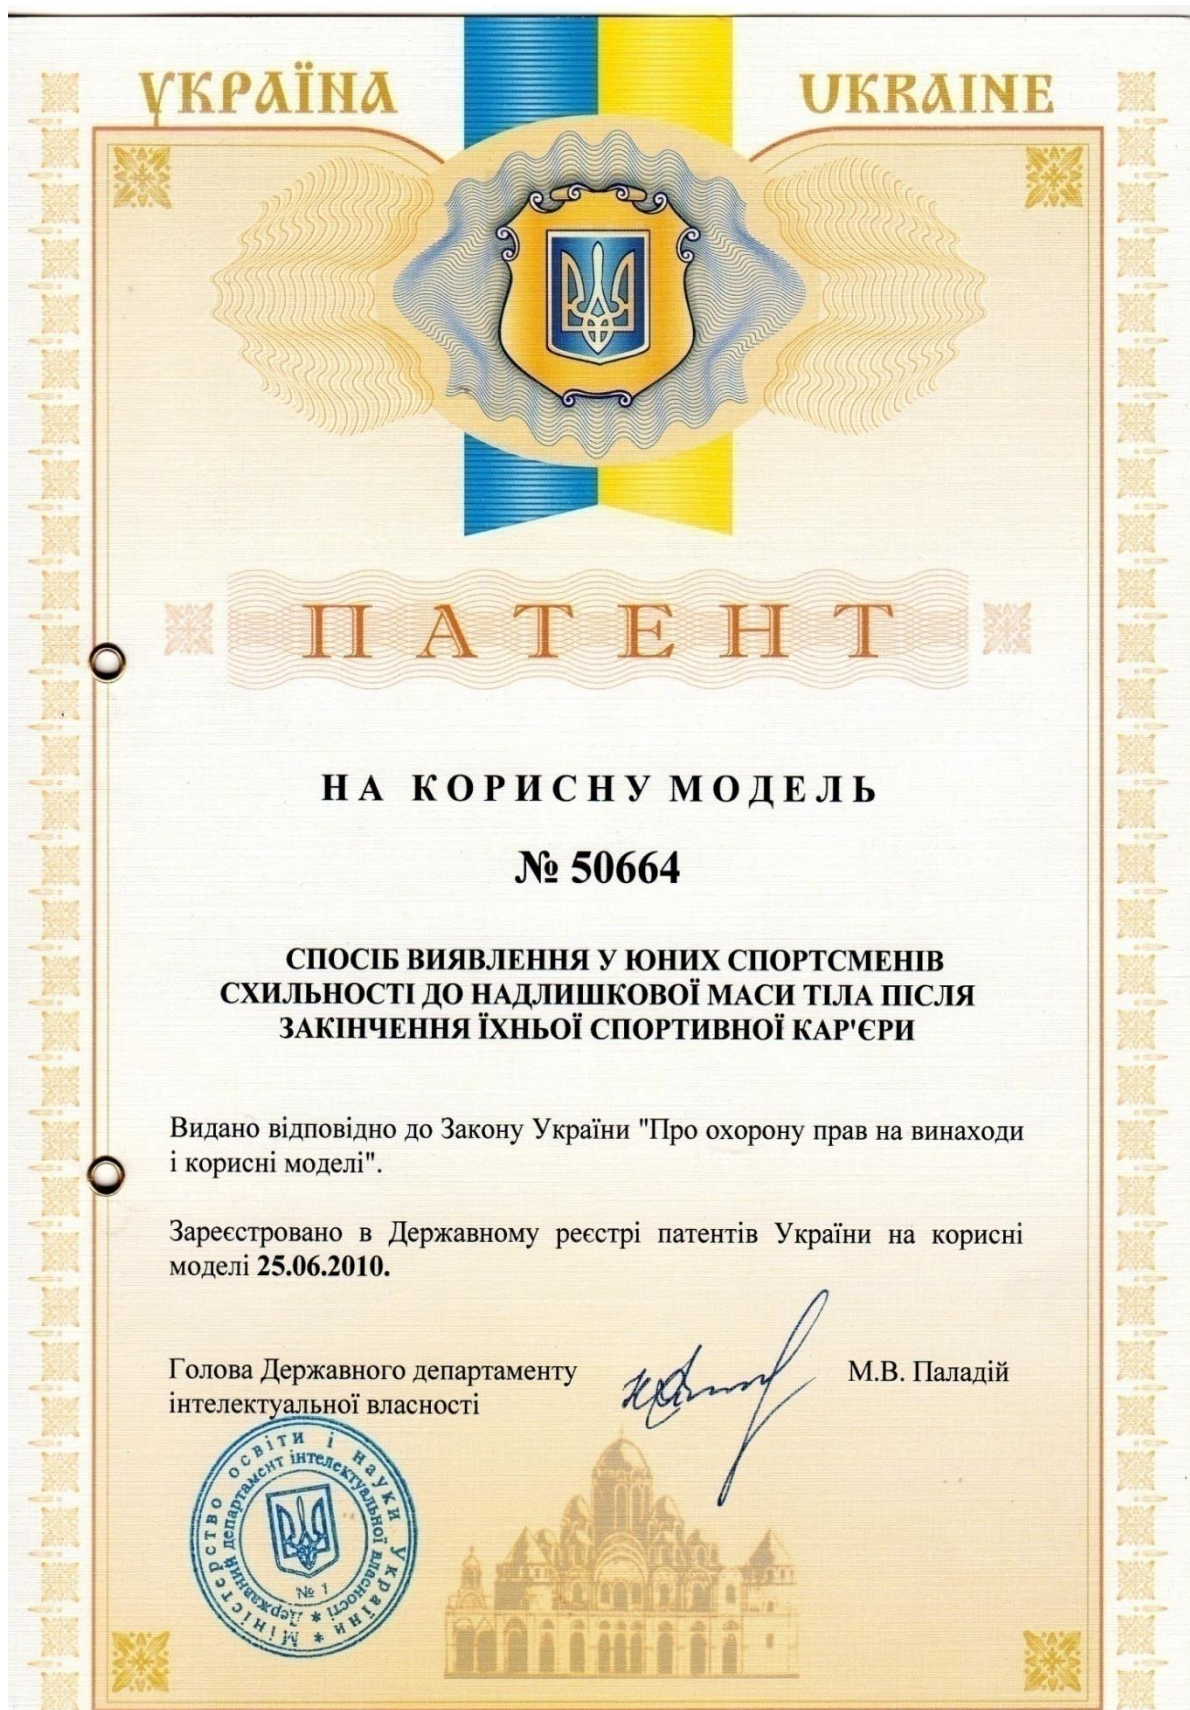 УКРАЇНА
UKRAINE
ПАТЕНТ
НА КОРИСНУ МОДЕЛЬ
№ 50664
СПОСІБ ВИЯВЛЕННЯ У ЮНИХ СПОРТСМЕНІВ
СХИЛЬНОСТІ ДО НАДЛИШКОВОЇ МАСИ ТІЛА ПІСЛЯ
ЗАКІНЧЕННЯ ЇХНЬОЇ СПОРТИВНОЇ КАР'ЄРИ
Видано відповідно до Закону України "Про охорону прав на винаходи
і корисні моделі".
Зареєстровано в Державному реєстрі патентів України на корисні
моделі 25.06.2010.
Голова Державного департаменту
інтелектуальної власності
М.В. Паладій
Міністерство освіти і науки України *
Державний департамент інтелектуальної власності *
№ 1